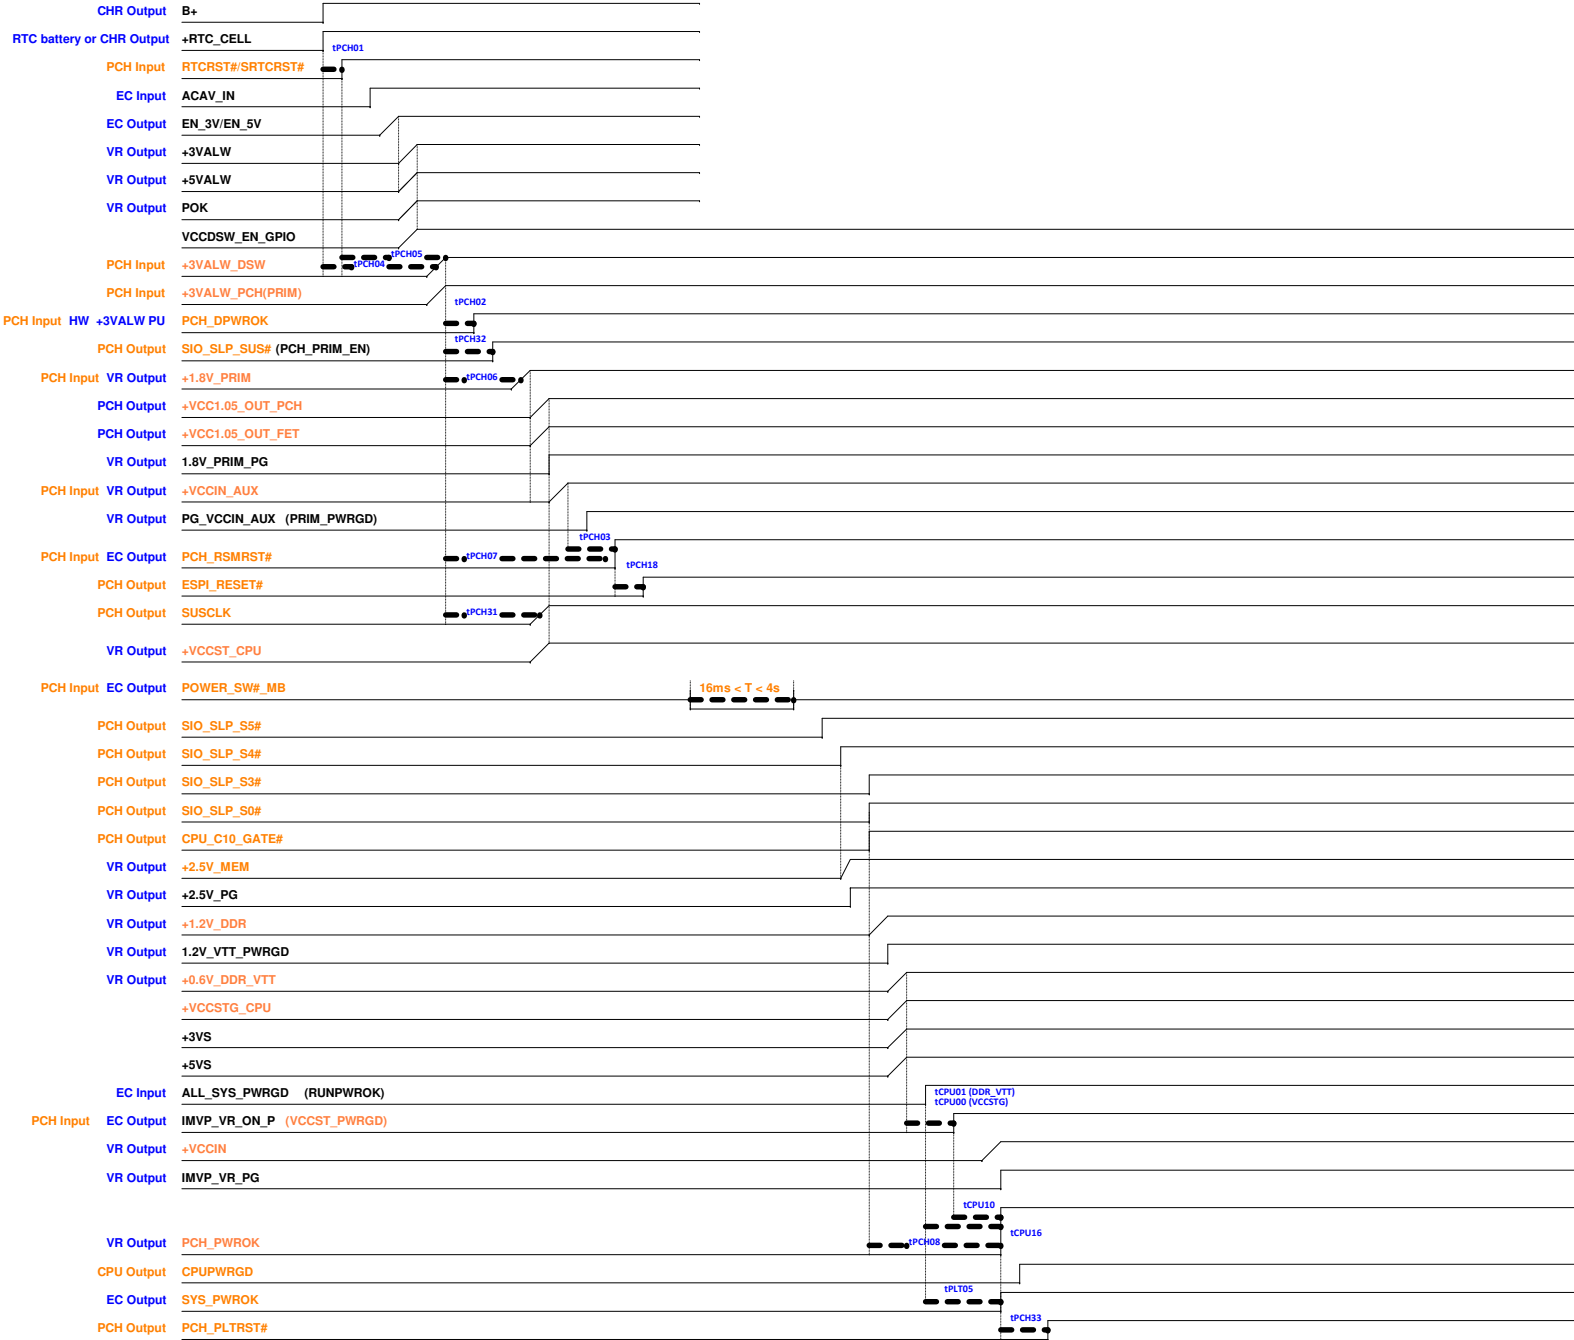 CHR Output B+
RTC battery or CHR Output +RTC_CELL
tPCH01
PCH Input RTCRST#/SRTCRST#
EC Input ACAV_IN
EC Output EN_3V/EN_5V
VR Output +3VALW
VR Output +5VALW
VR Output POK
VCCDSW_EN_GPIO
tPCH05
PCH Input +3VALW_DSW tPCH04
PCH Input +3VALW_PCH(PRIM)
tPCH02
PCH Input HW +3VALW PU PCH_DPWROK
tPCH32
PCH Output SIO_SLP_SUS# (PCH_PRIM_EN)
PCH Input VR Output +1.8V_PRIM tPCH06
PCH Output +VCC1.05_OUT_PCH
PCH Output +VCC1.05_OUT_FET
VR Output 1.8V_PRIM_PG
PCH Input VR Output +VCCIN_AUX
VR Output PG_VCCIN_AUX (PRIM_PWRGD)
tPCH03
PCH Input EC Output PCH_RSMRST# tPCH07
tPCH18
PCH Output ESPI_RESET#
PCH Output SUSCLK tPCH31
VR Output +VCCST_CPU
PCH Input EC Output POWER_SW#_MB 16ms < T < 4s
PCH Output SIO_SLP_S5#
PCH Output SIO_SLP_S4#
PCH Output SIO_SLP_S3#
PCH Output SIO_SLP_S0#
PCH Output CPU_C10_GATE#
VR Output +2.5V_MEM
VR Output +2.5V_PG
VR Output +1.2V_DDR
VR Output 1.2V_VTT_PWRGD
VR Output +0.6V_DDR_VTT
+VCCSTG_CPU
+3VS
+5VS
EC Input ALL_SYS_PWRGD (RUNPWROK) tCPU01 (DDR_VTT)
tCPU00 (VCCSTG)
PCH Input EC Output IMVP_VR_ON_P (VCCST_PWRGD)
VR Output +VCCIN
VR Output IMVP_VR_PG
tCPU10
tCPU16
VR Output PCH_PWROK tPCH08
CPU Output CPUPWRGD
tPLT05
EC Output SYS_PWROK
tPCH33
PCH Output PCH_PLTRST#